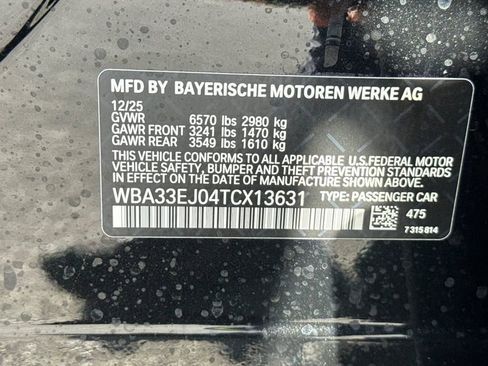 MFD BY BAYERISCHE MOTOREN WERKE AG
12/25
GVWR 6570 lbs 2980 kg
GAWR FRONT 3241 lbs 1470 kg
GAWR REAR 3549 lbs 1610 kg
THIS VEHICLE CONFORMS TO ALL APPLICABLE U.S.FEDERAL MOTOR
VEHICLE SAFETY, BUMPER AND THEFT PREVENTION STANDARDS
IN EFFECT ON THE DATE OF MANUFACTURE SHOWN ABOVE.
WBA33EJ04TCX13631 TYPE: PASSENGER CAR
475
7 315 814